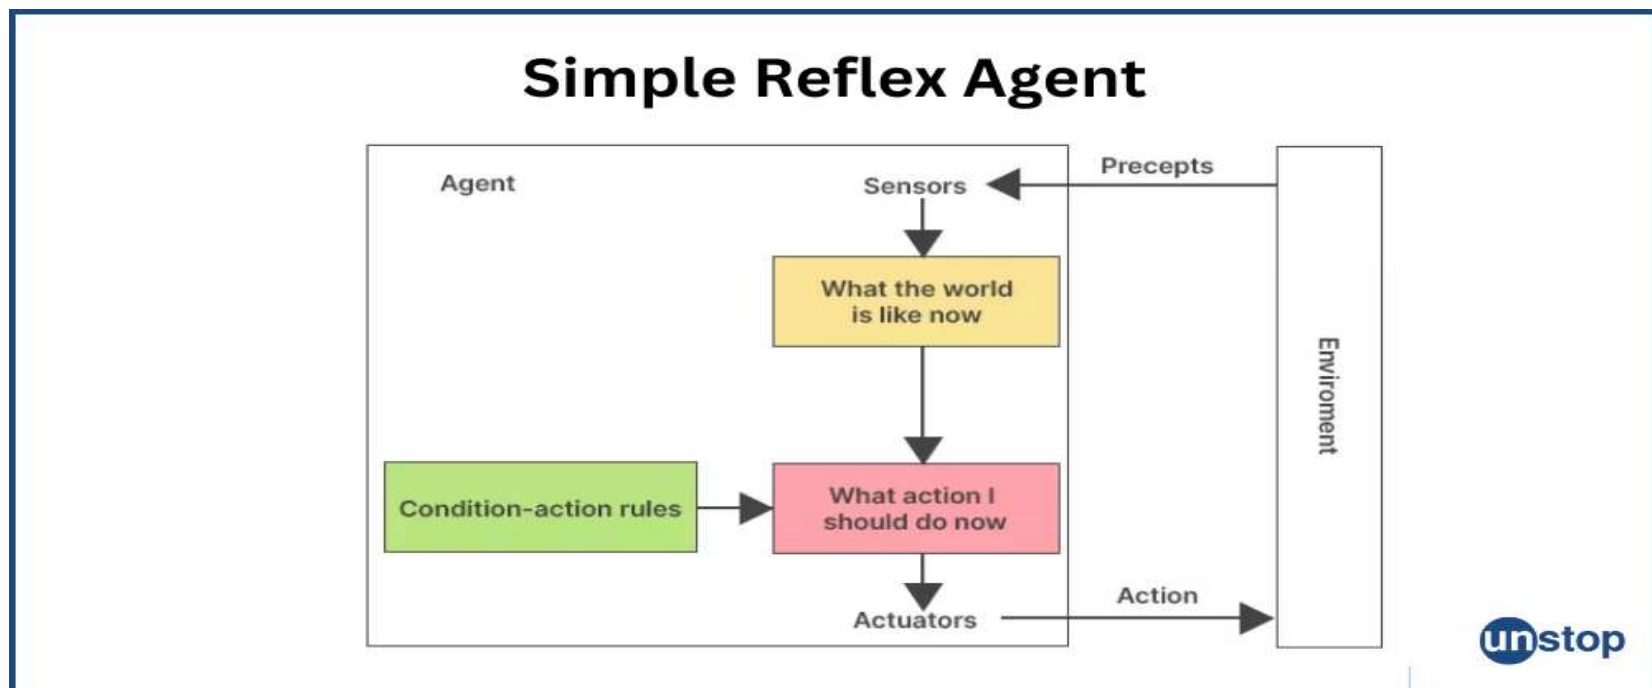 Simple Reflex Agent
Agent
Sensors
Precepts
What the world
is like now
Enviroment
Condition-action rules
What action I
should do now
Actuators
Action
unstop